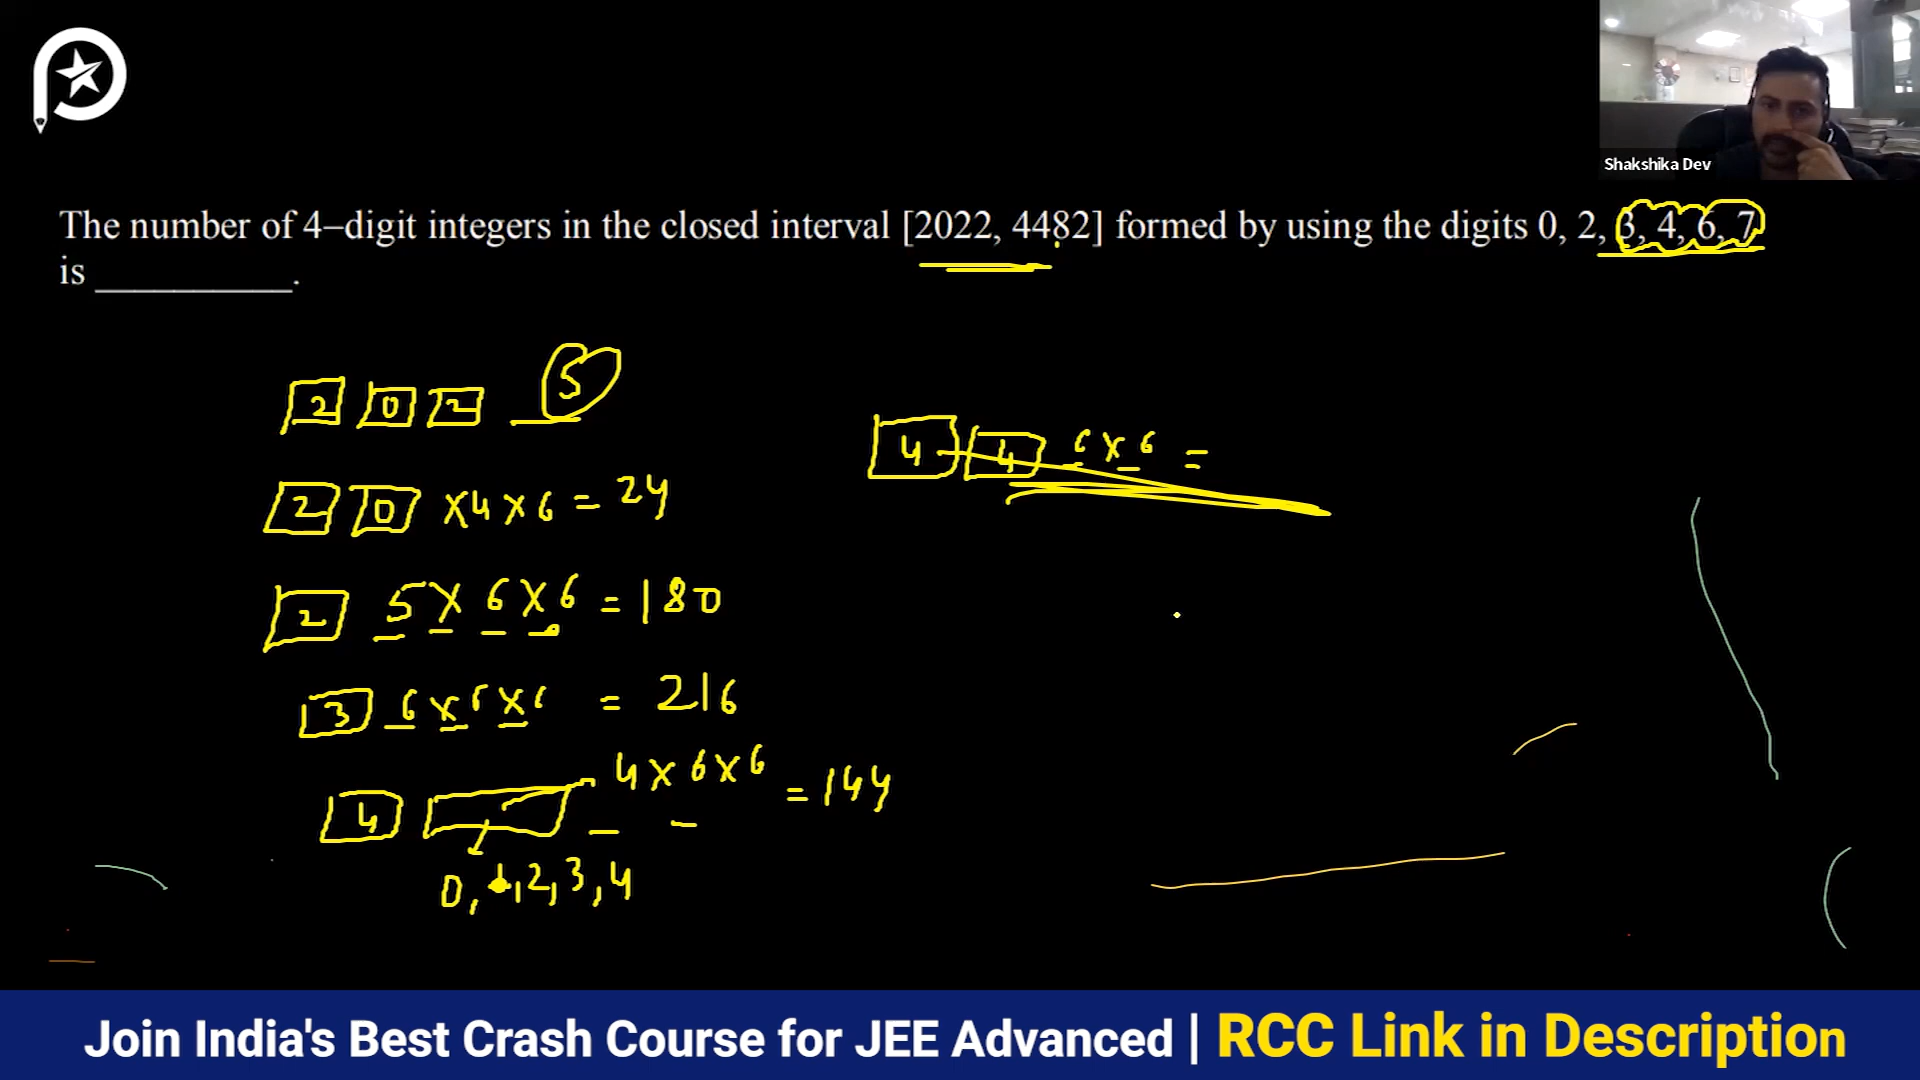 Shakshika Dev
The number of 4–digit integers in the closed interval [2022, 4482] formed by using the digits 0, 2, 3, 4, 6, 7
is __________.
2 0 2 _ 5
2 0 ×4×6 = 24
2 5×6×6 = 180
3 6×6×6 = 216
4 4×6×6 = 144
0, 1, 2, 3, 4
4 4 6×6 =
Join India's Best Crash Course for JEE Advanced | RCC Link in Description